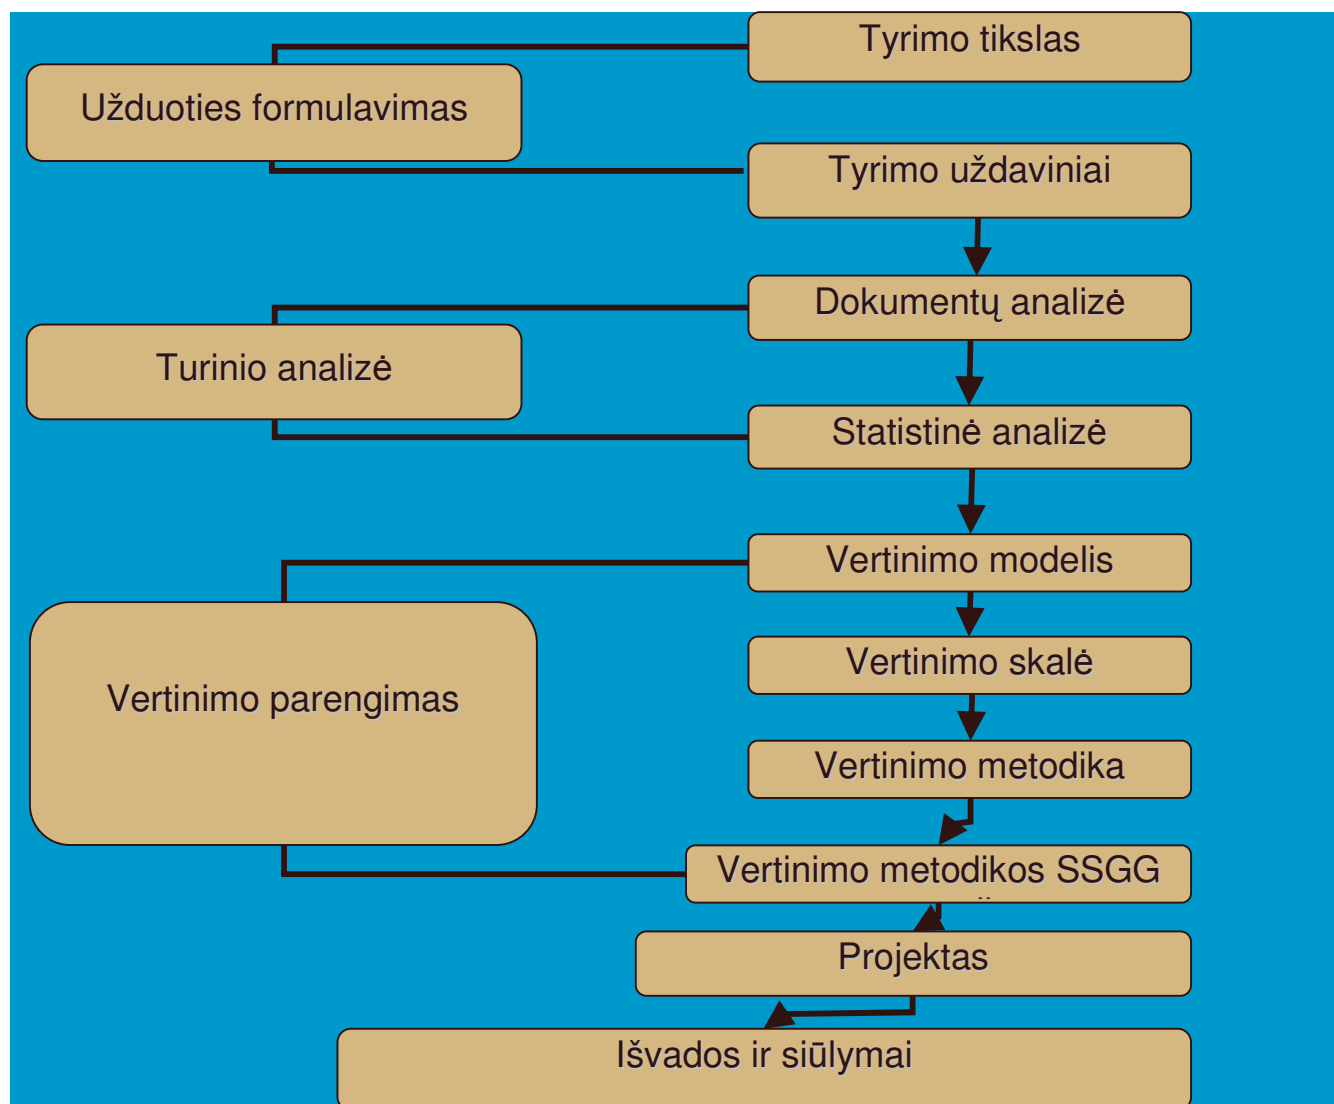 Tyrimo tikslas
Užduoties formulavimas
Tyrimo uždaviniai
Dokumentų analizė
Turinio analizė
Statistinė analizė
Vertinimo modelis
Vertinimo skalė
Vertinimo parengimas
Vertinimo metodika
Vertinimo metodikos SSGG
Projektas
Išvados ir siūlymai